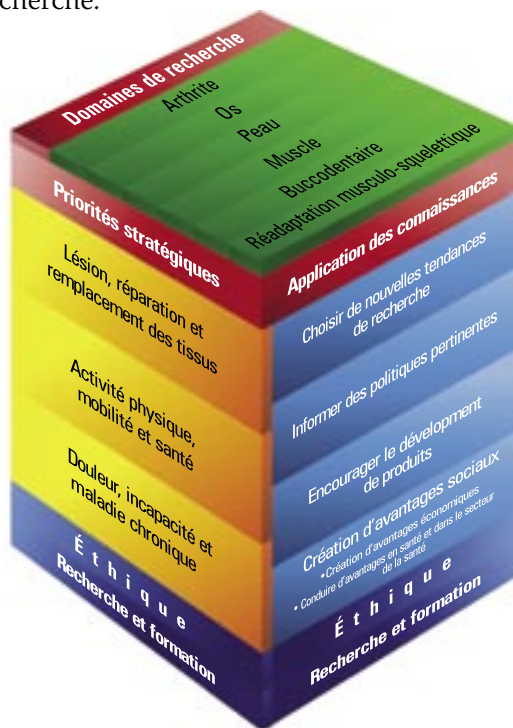 cherche.
Domaines de recherche
Arthrite
Os
Peau
Muscle
Buccodentaire
Réadaptation musculo-squelettique
Priorités stratégiques
Lésion, réparation et
remplacement des tissus
Activité physique,
mobilité et santé
Douleur, incapacité et
maladie chronique
Éthique
Recherche et formation
Application des connaissances
Choisir de nouvelles tendances
de recherche
Informer des politiques pertinentes
Encourager le dévelopment
de produits
Création d'avantages sociaux
•Création d'avantages économiques
• Conduire d'avantages en santé et dans le secteur
de la santé
Éthique
Recherche et formation